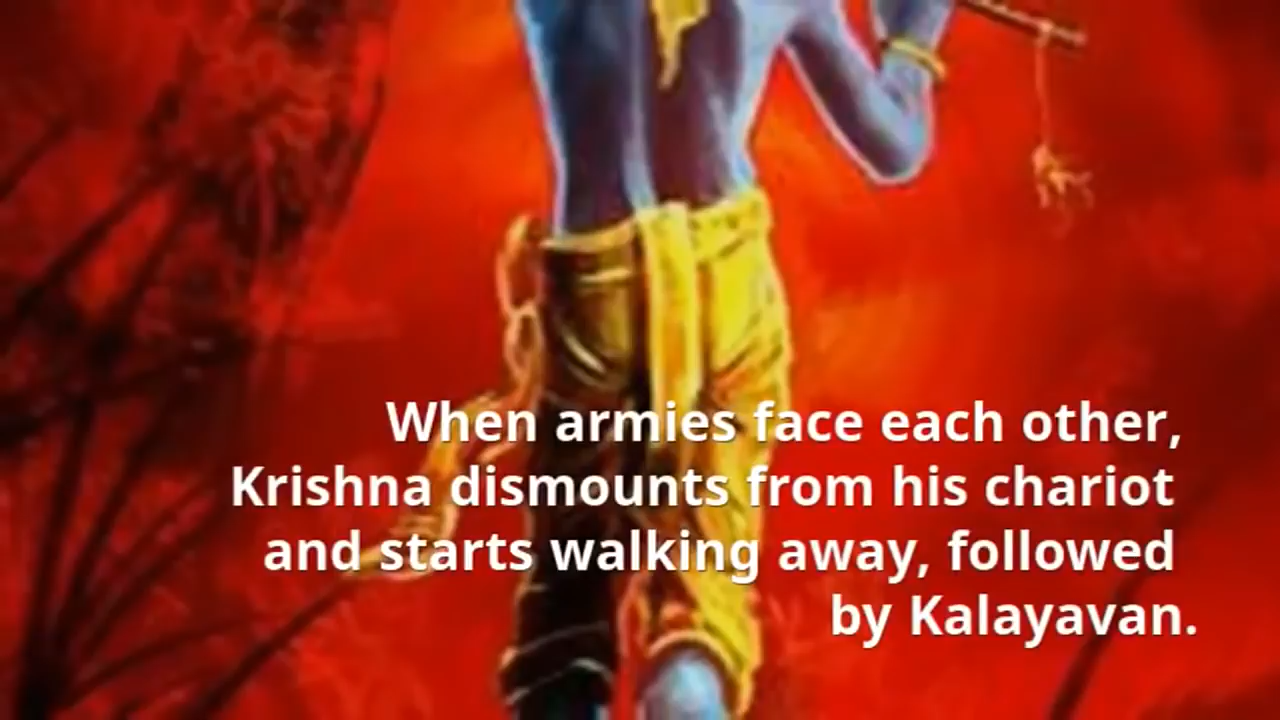 When armies face each other,
Krishna dismounts from his chariot
and starts walking away, followed
by Kalayavan.